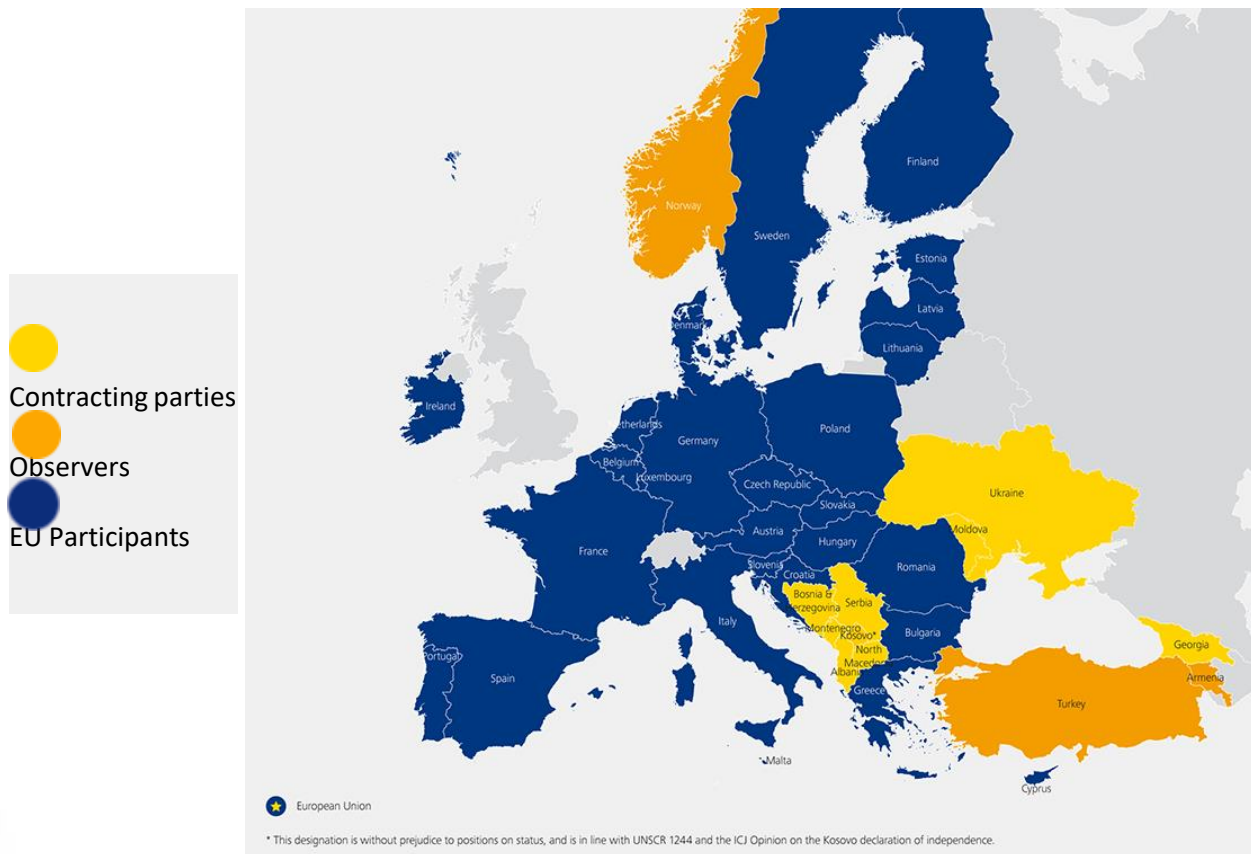 Contracting parties
Observers
EU Participants
Finland
Norway
Sweden
Estonia
Latvia
Lithuania
Denmark
Ireland
Netherlands
Germany
Poland
Belgium
Luxembourg
Czech Republic
Ukraine
Slovakia
Moldova
Austria
France
Hungary
Slovenia
Romania
Croatia
Bosnia &
Herzegovina
Serbia
Italy
Montenegro
Kosovo*
Bulgaria
Georgia
North
Macedon
Albani
Portugal
Spain
Greece
Armenia
Turkey
Malta
Cyprus
European Union
* This designation is without prejudice to positions on status, and is in line with UNSCR 1244 and the ICJ Opinion on the Kosovo declaration of independence.